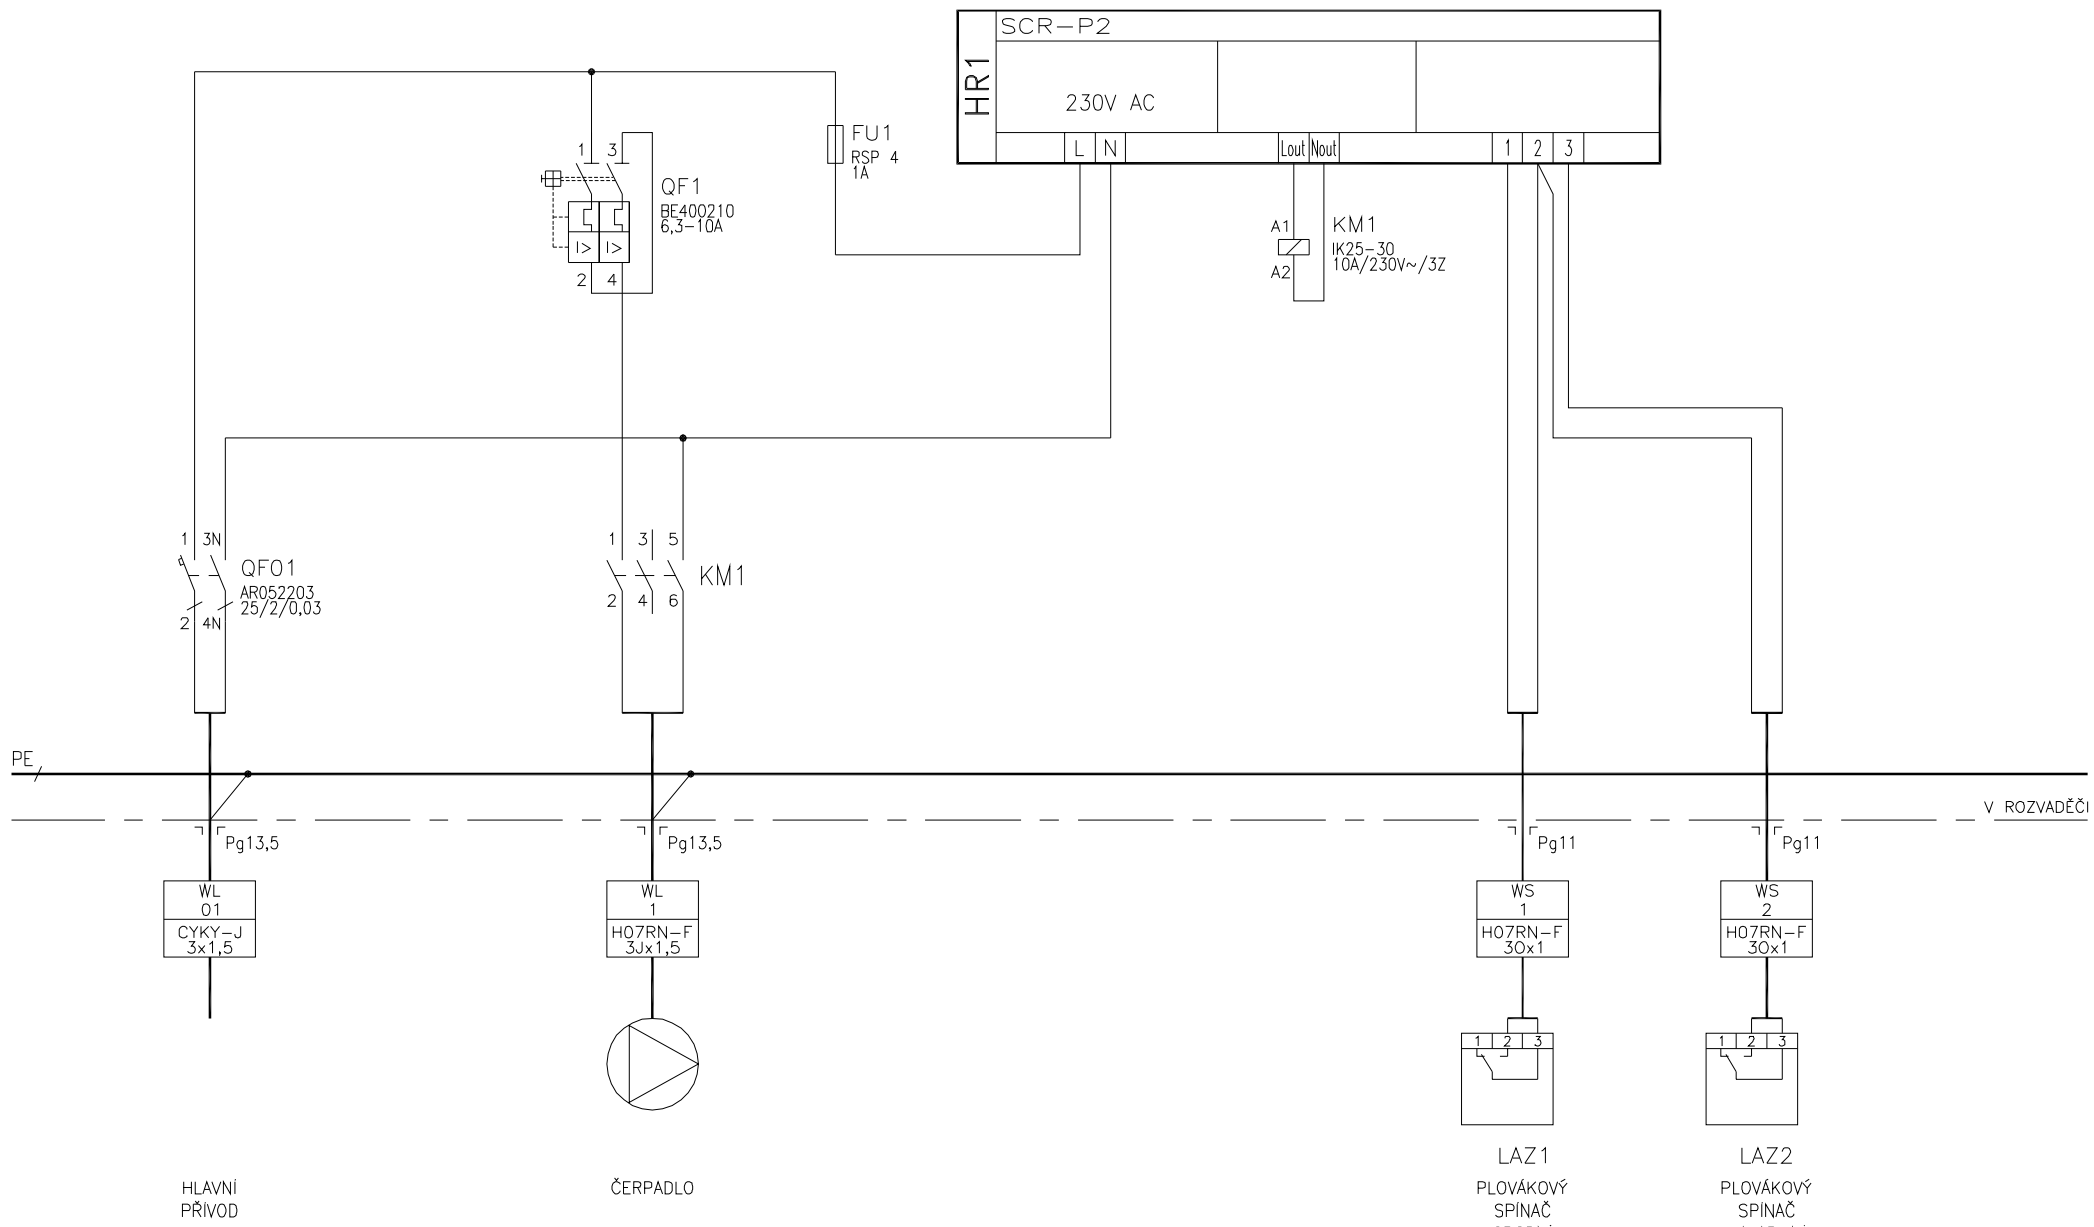 SCR-P2
HR1
230V AC
L N Lout Nout 1 2 3
FU1
RSP 4
1A
1 3
QF1
BE400210
6,3-10A
I> I>
2 4
A1
KM1
IK25-30
10A/230V~/3Z
A2
1 3N
QF01
AR052203
25/2/0,03
2 4N
1 3 5
KM1
2 4 6
PE
V ROZVADĚČI
Pg13,5
Pg13,5
Pg11
Pg11
WL
01
CYKY-J
3x1,5
WL
1
H07RN-F
3Jx1,5
WS
1
H07RN-F
3Ox1
WS
2
H07RN-F
3Ox1
1 2 3
1 2 3
LAZ1
LAZ2
HLAVNÍ
PŘÍVOD
ČERPADLO
PLOVÁKOVÝ
SPÍNAČ
PLOVÁKOVÝ
SPÍNAČ